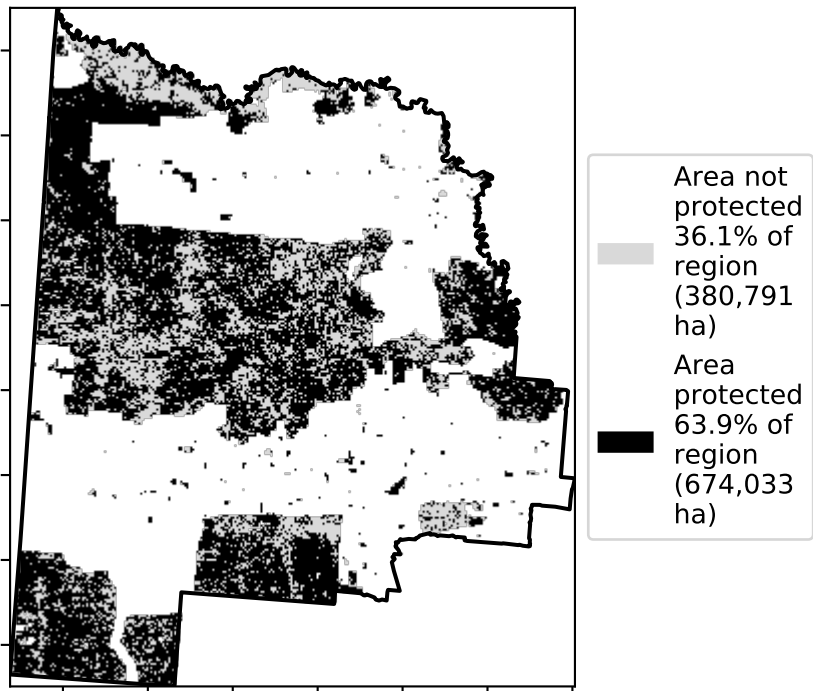 Area not
protected
36.1% of
region
(380,791
ha)
Area
protected
63.9% of
region
(674,033
ha)